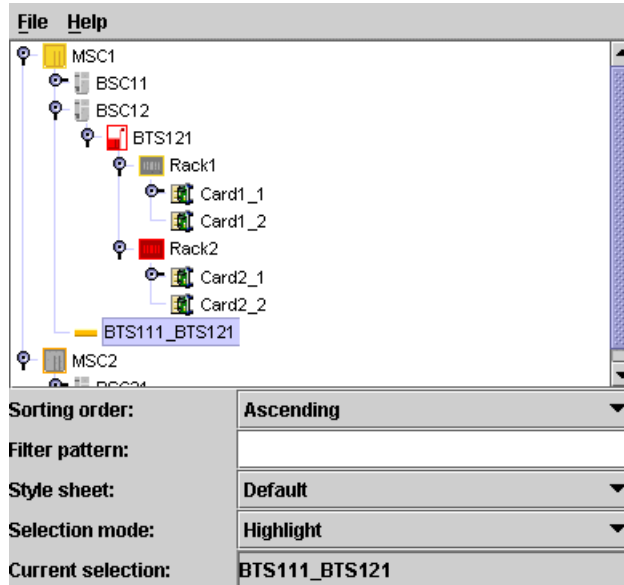 File Help
MSC1
BSC11
BSC12
BTS121
Rack1
Card1_1
Card1_2
Rack2
Card2_1
Card2_2
BTS111_BTS121
MSC2
Sorting order: Ascending
Filter pattern:
Style sheet: Default
Selection mode: Highlight
Current selection: BTS111_BTS121